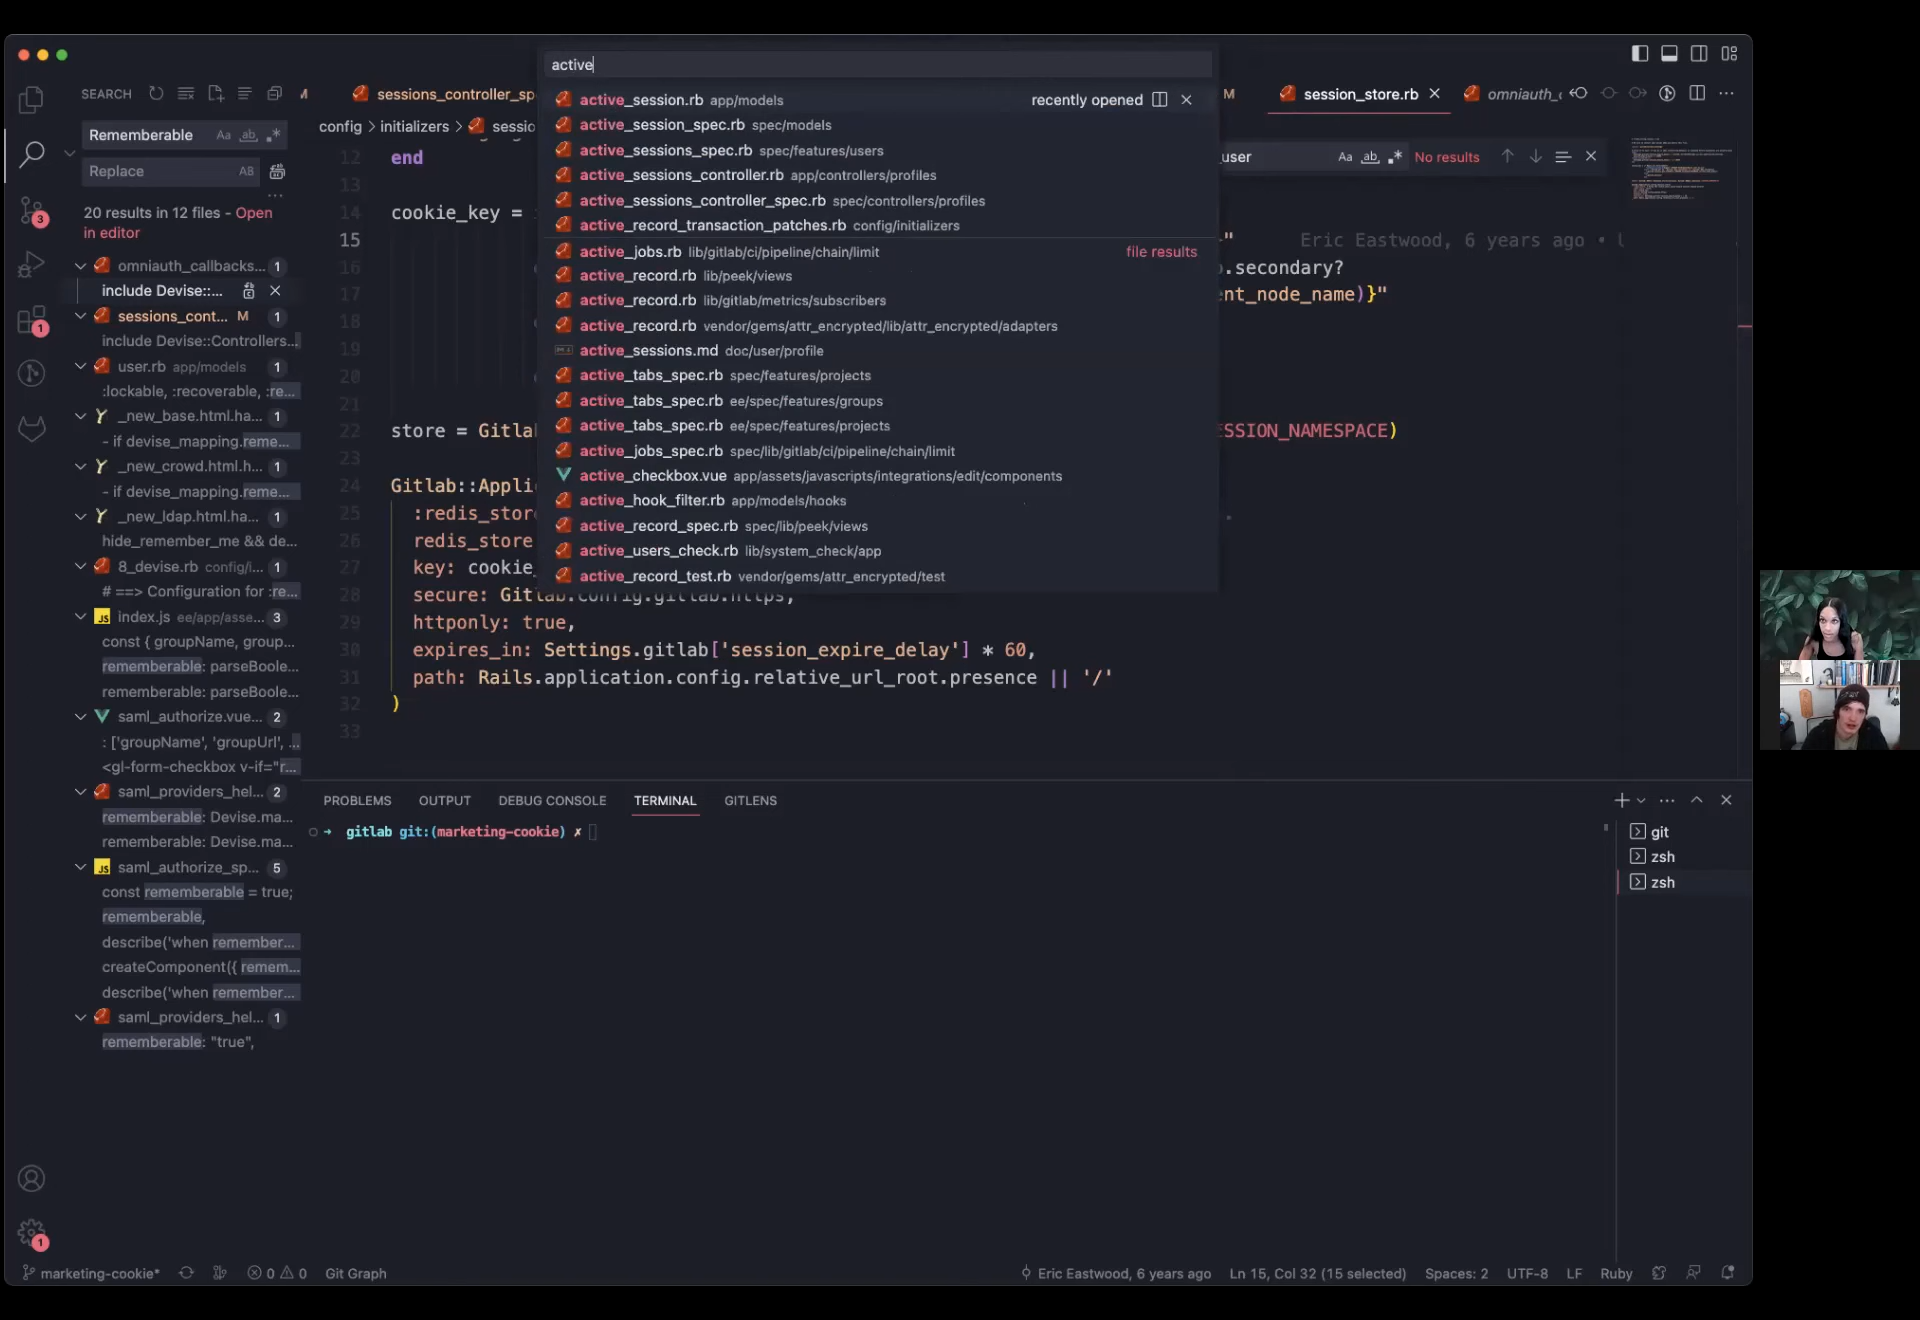 active
SEARCH
M
sessions_controller_sp
M
session_store.rb
omniauth_c
Rememberable
Aa
ab
Replace
AB
20 results in 12 files - Open
in editor
omniauth_callbacks... 1
include Devise::...
sessions_cont... M 1
include Devise::Controllers...
user.rb app/models 1
:lockable, :recoverable, :re...
_new_base.html.ha... 1
- if devise_mapping.reme...
_new_crowd.html.h... 1
- if devise_mapping.reme...
_new_ldap.html.ha... 1
hide_remember_me && de...
8_devise.rb config/i... 1
# ==> Configuration for :re...
index.js ee/app/asse... 3
const { groupName, group...
rememberable: parseBoole...
rememberable: parseBoole...
saml_authorize.vue... 2
: ['groupName', 'groupUrl', ...
<gl-form-checkbox v-if="r...
saml_providers_hel... 2
rememberable: Devise.ma...
rememberable: Devise.ma...
saml_authorize_sp... 5
const rememberable = true;
rememberable,
describe('when remember...
createComponent({ remem...
describe('when remember...
saml_providers_hel... 1
rememberable: "true",
3
1
1
config > initializers > sessio
active_session.rb app/models recently opened
active_session_spec.rb spec/models
active_sessions_spec.rb spec/features/users
active_sessions_controller.rb app/controllers/profiles
active_sessions_controller_spec.rb spec/controllers/profiles
active_record_transaction_patches.rb config/initializers
active_jobs.rb lib/gitlab/ci/pipeline/chain/limit file results
active_record.rb lib/peek/views
active_record.rb lib/gitlab/metrics/subscribers
active_record.rb vendor/gems/attr_encrypted/lib/attr_encrypted/adapters
active_sessions.md doc/user/profile
active_tabs_spec.rb spec/features/projects
active_tabs_spec.rb ee/spec/features/groups
active_tabs_spec.rb ee/spec/features/projects
active_jobs_spec.rb spec/lib/gitlab/ci/pipeline/chain/limit
active_checkbox.vue app/assets/javascripts/integrations/edit/components
active_hook_filter.rb app/models/hooks
active_record_spec.rb spec/lib/peek/views
active_users_check.rb lib/system_check/app
active_record_test.rb vendor/gems/attr_encrypted/test
user
Aa
ab
No results
12 end
13
14 cookie_key =
15 " Eric Eastwood, 6 years ago •
16 .secondary?
17 ent_node_name)}"
18
19
20
21
22 store = Gitla ESSION_NAMESPACE)
23
24 Gitlab::Appli
25 :redis_stor
26 redis_store
27 key: cookie_
28 secure: Gitlab.config.gitlab.https,
29 httponly: true,
30 expires_in: Settings.gitlab['session_expire_delay'] * 60,
31 path: Rails.application.config.relative_url_root.presence || '/'
32 )
33
PROBLEMS OUTPUT DEBUG CONSOLE TERMINAL GITLENS
➜ gitlab git:(marketing-cookie) ✗
git
zsh
zsh
marketing-cookie* 0 0 Git Graph
Eric Eastwood, 6 years ago Ln 15, Col 32 (15 selected) Spaces: 2 UTF-8 LF Ruby